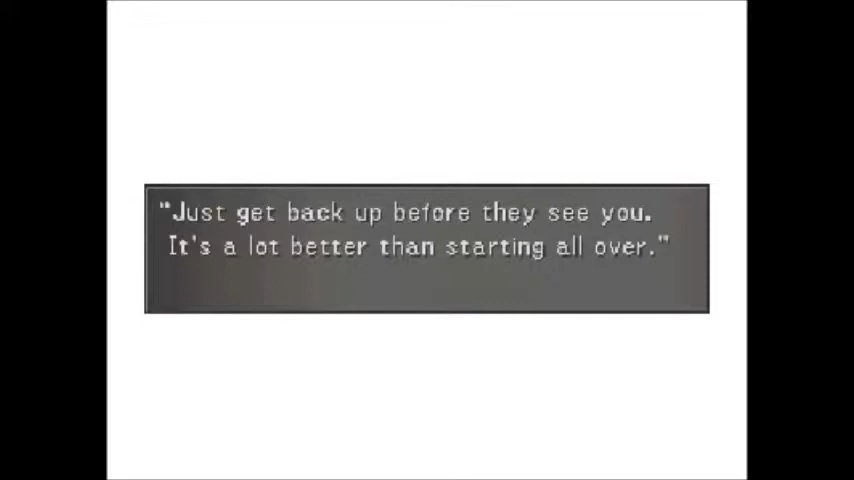 "Just get back up before they see you.
It's a lot better than starting all over."